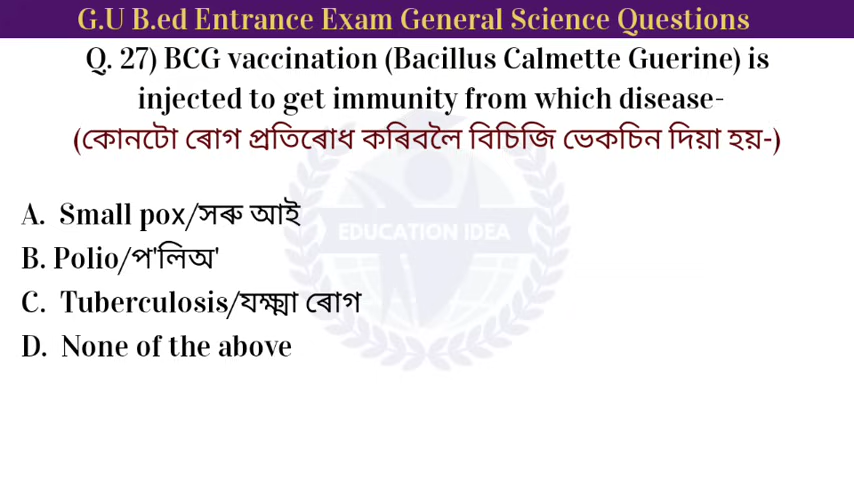 G.U B.ed Entrance Exam General Science Questions
Q. 27) BCG vaccination (Bacillus Calmette Guerine) is
injected to get immunity from which disease-
(কোনটো ৰোগ প্ৰতিৰোধ কৰিবলৈ বিচিজি ভেকচিন দিয়া হয়-)
A. Small pox/সৰু আই
EDUCATION IDEA
B. Polio/প'লিঅ'
C. Tuberculosis/যক্ষ্মা ৰোগ
D. None of the above